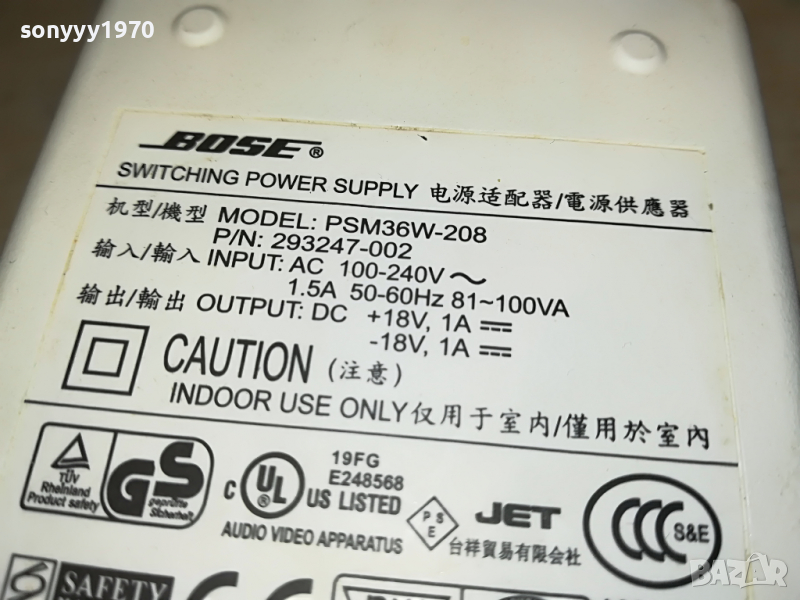 sonyyy1970
BOSE®
SWITCHING POWER SUPPLY 电源适配器/電源供應器
机型/機型 MODEL: PSM36W-208
P/N: 293247-002
输入/輸入 INPUT: AC 100-240V ~
1.5A 50-60Hz 81~100VA
输出/輸出 OUTPUT: DC +18V, 1A ⎓
-18V, 1A ⎓
CAUTION (注意)
INDOOR USE ONLY 仅用于室内/僅用於室內
TÜV
Rheinland
Product safety
GS
geprüfte
Sicherheit
19FG
E248568
C UL ® US LISTED
AUDIO VIDEO APPARATUS
P S
E
JET
台祥貿易有限会社
CCC S&E
SAFETY
BAZAR